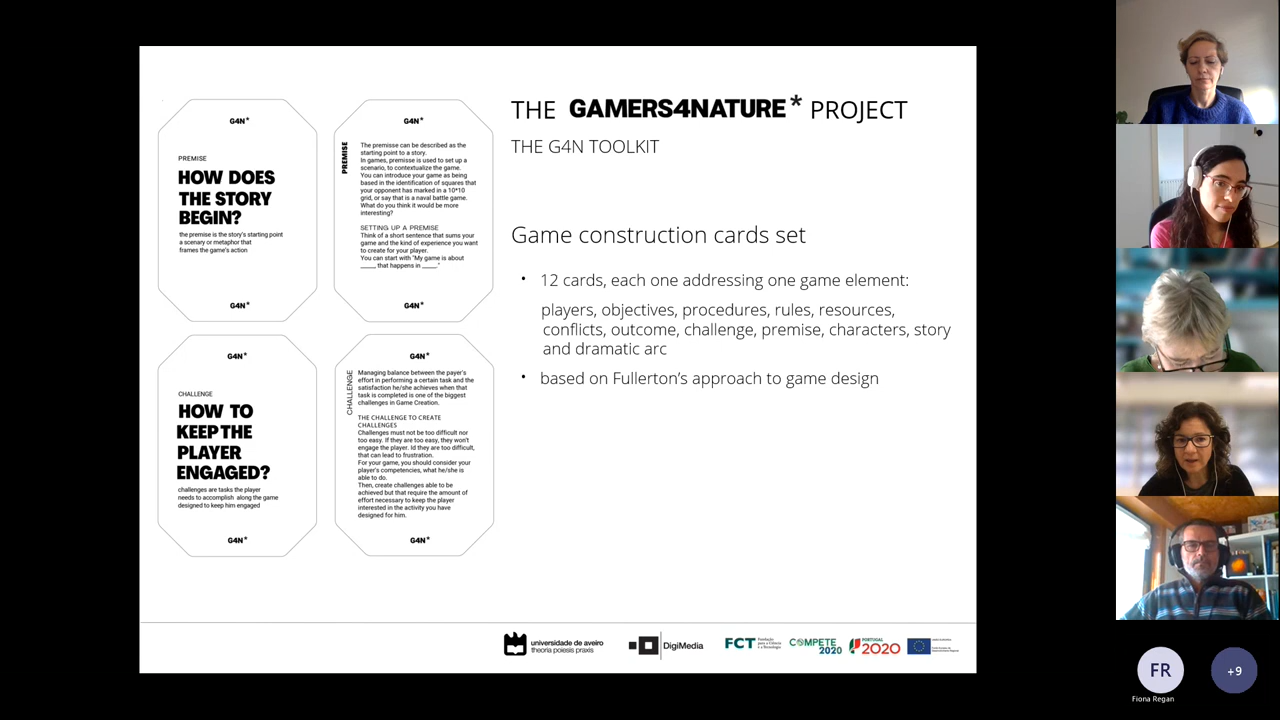 THE GAMERS4NATURE* PROJECT
THE G4N TOOLKIT
G4N*
PREMISE
HOW DOES
THE STORY
BEGIN?
the premise is the story's starting point
a scenary or metaphor that
frames the game's action
G4N*
G4N*
PREMISE
The premisse can be described as the
starting point to a story.
In games, premisse is used to set up a
scenario, to contextualize the game.
You can introduce your game as being
based in the identification of squares that
your opponent has marked in a 10*10
grid, or say that is a naval battle game.
What do you think it would be more
interesting?
SETTING UP A PREMISE
Think of a short sentence that sums your
game and the kind of experience you want
to create for your player.
You can start with "My game is about
_____ that happens in _____."
G4N*
G4N*
CHALLENGE
HOW TO
KEEP THE
PLAYER
ENGAGED?
challenges are tasks the player
needs to accomplish along the game
designed to keep him engaged
G4N*
G4N*
CHALLENGE
Managing balance between the payer's
effort in performing a certain task and the
satisfaction he/she achieves when that
task is completed is one of the biggest
challenges in Game Creation.
THE CHALLENGE TO CREATE
CHALLENGES
Challenges must not be too difficult nor
too easy. If they are too easy, they won't
engage the player. Id they are too difficult,
that can lead to frustration.
For your game, you should consider your
player's competencies, what he/she is
able to do.
Then, create challenges able to be
achieved but that require the amount of
effort necessary to keep the player
interested in the activity you have
designed for him.
G4N*
Game construction cards set
• 12 cards, each one addressing one game element:
players, objectives, procedures, rules, resources,
conflicts, outcome, challenge, premise, characters, story
and dramatic arc
• based on Fullerton's approach to game design
universidade de aveiro
theoria poiesis praxis
DigiMedia
FCT
Fundação
para a Ciência
e a Tecnologia
COMPETE
2020
PORTUGAL
2020
FR
Fiona Regan
+9